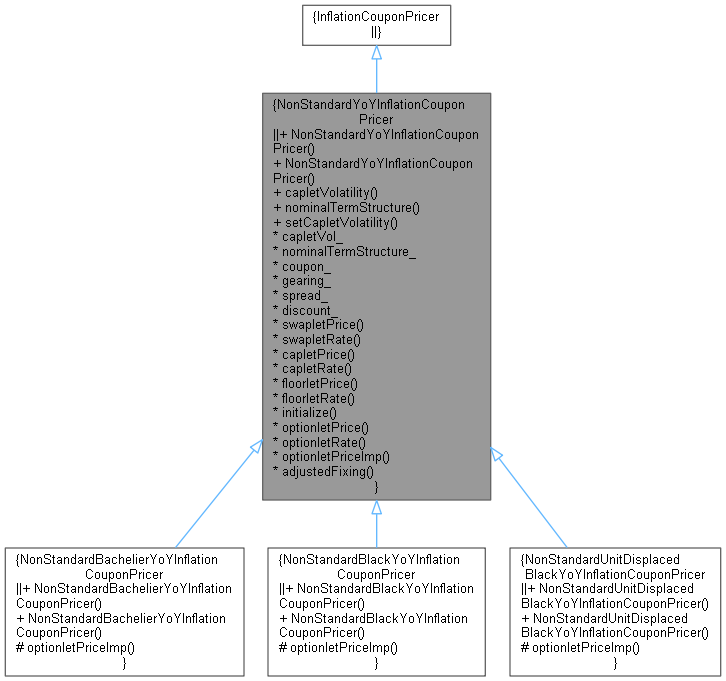 {InflationCouponPricer
||}
{NonStandardYoYInflationCoupon
Pricer
||+ NonStandardYoYInflationCoupon
Pricer()
+ NonStandardYoYInflationCoupon
Pricer()
+ capletVolatility()
+ nominalTermStructure()
+ setCapletVolatility()
* capletVol_
* nominalTermStructure_
* coupon_
* gearing_
* spread_
* discount_
* swapletPrice()
* swapletRate()
* capletPrice()
* capletRate()
* floorletPrice()
* floorletRate()
* initialize()
* optionletPrice()
* optionletRate()
* optionletPriceImp()
* adjustedFixing()
}
{NonStandardBachelierYoYInflation
CouponPricer
||+ NonStandardBachelierYoYInflation
CouponPricer()
+ NonStandardBachelierYoYInflation
CouponPricer()
# optionletPriceImp()
}
{NonStandardBlackYoYInflation
CouponPricer
||+ NonStandardBlackYoYInflation
CouponPricer()
+ NonStandardBlackYoYInflation
CouponPricer()
# optionletPriceImp()
}
{NonStandardUnitDisplaced
BlackYoYInflationCouponPricer
||+ NonStandardUnitDisplaced
BlackYoYInflationCouponPricer()
+ NonStandardUnitDisplaced
BlackYoYInflationCouponPricer()
# optionletPriceImp()
}